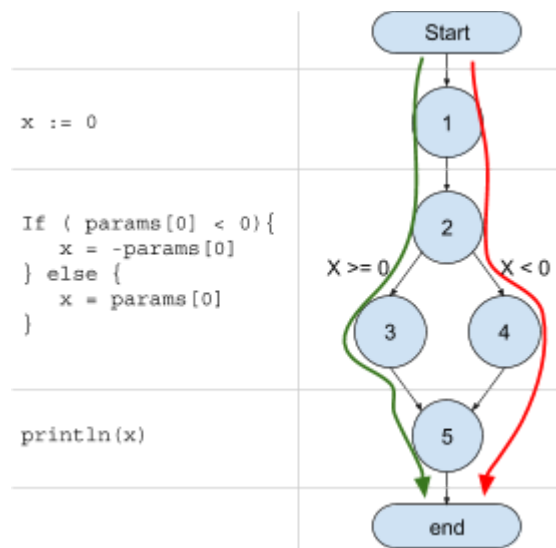 Start
x := 0
1
If ( params[0] < 0){
x = -params[0]
} else {
x = params[0]
}
2
X >= 0
X < 0
3
4
println(x)
5
end